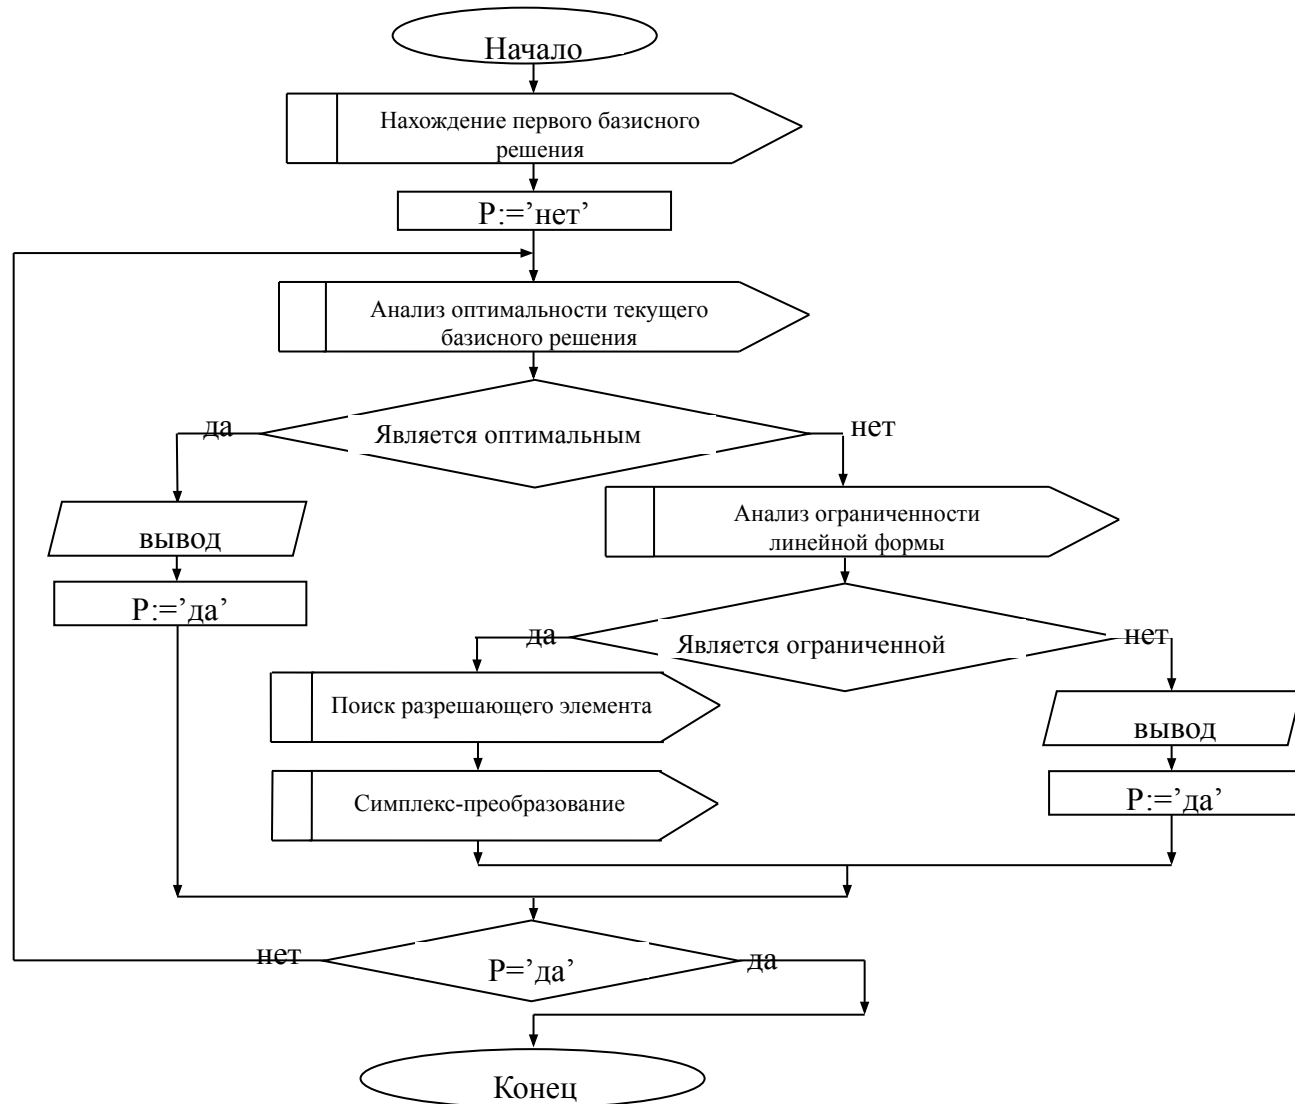 Начало
Нахождение первого базисного
решения
P:=’нет’
Анализ оптимальности текущего
базисного решения
да
Является оптимальным
нет
вывод
Анализ ограниченности
линейной формы
P:=’да’
да
Является ограниченной
нет
Поиск разрешающего элемента
вывод
Симплекс-преобразование
P:=’да’
нет
P=’да’
да
Конец